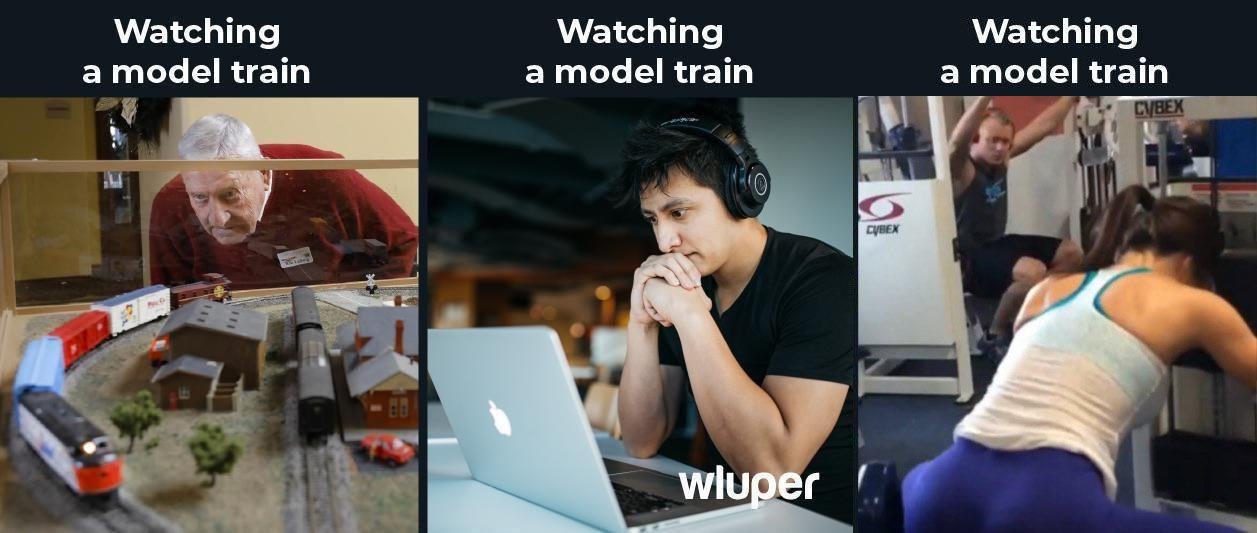 Watching
a model train
Watching
a model train
Watching
a model train
CYBEX
CYBEX
wluper